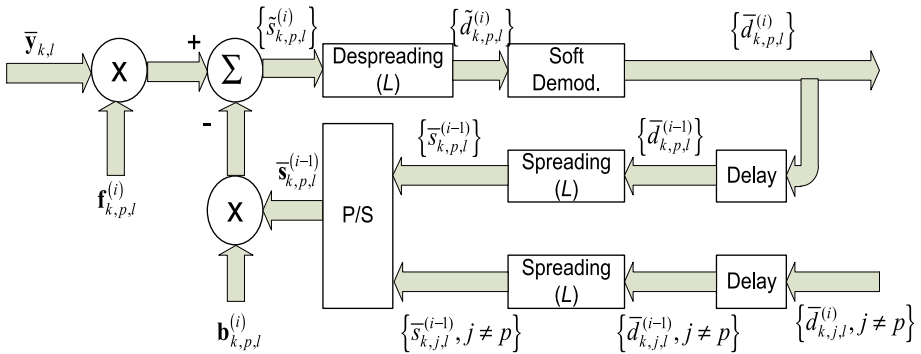 ȳ_{k,l}
X
f^{(i)}_{k,p,l}
+
-
Σ
{s̃^{(i)}_{k,p,l}}
Despreading
(L)
{d̃^{(i)}_{k,p,l}}
Soft
Demod.
{d̄^{(i)}_{k,p,l}}
X
b^{(i)}_{k,p,l}
s̄^{(i-1)}_{k,p,l}
P/S
{s̄^{(i-1)}_{k,p,l}}
Spreading
(L)
{d̄^{(i-1)}_{k,p,l}}
Delay
{s̄^{(i-1)}_{k,j,l}, j ≠ p}
Spreading
(L)
{d̄^{(i-1)}_{k,j,l}, j ≠ p}
Delay
{d̄^{(i)}_{k,j,l}, j ≠ p}